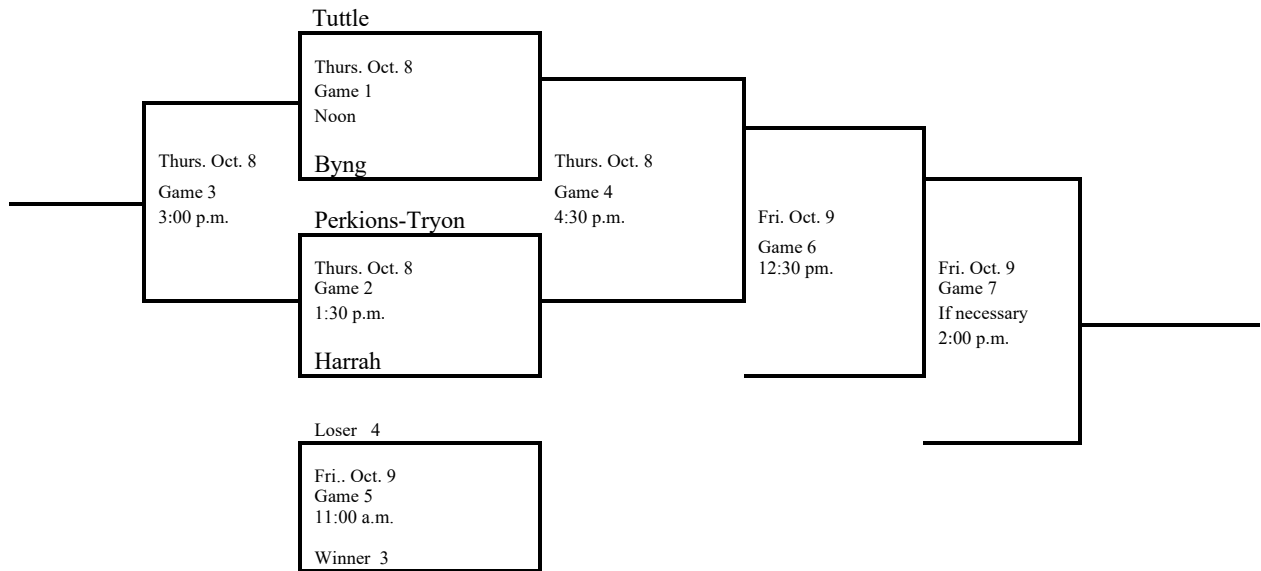 Tuttle
Thurs. Oct. 8
Game 1
Noon
Byng
Thurs. Oct. 8
Game 3
3:00 p.m.
Thurs. Oct. 8
Game 4
4:30 p.m.
Perkions-Tryon
Thurs. Oct. 8
Game 2
1:30 p.m.
Harrah
Fri. Oct. 9
Game 6
12:30 pm.
Fri. Oct. 9
Game 7
If necessary
2:00 p.m.
Loser 4
Fri.. Oct. 9
Game 5
11:00 a.m.
Winner 3